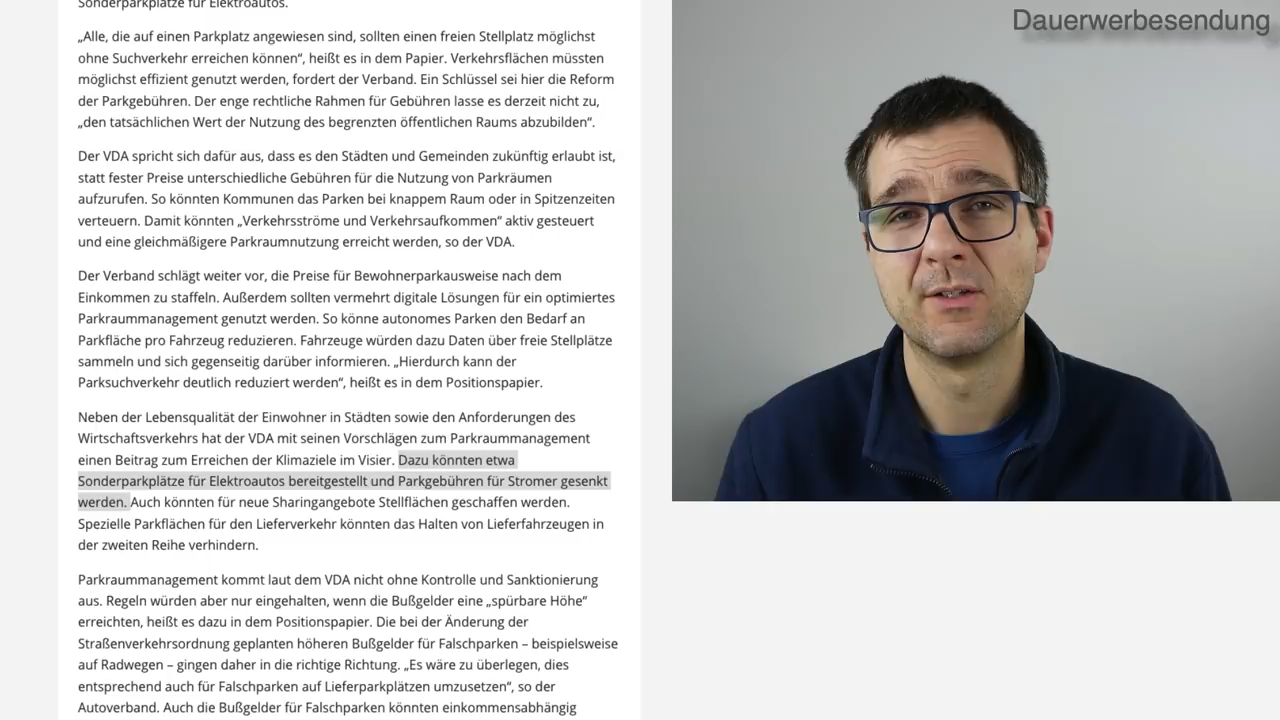 Sonderparkplätze für Elektroautos.
„Alle, die auf einen Parkplatz angewiesen sind, sollten einen freien Stellplatz möglichst
ohne Suchverkehr erreichen können“, heißt es in dem Papier. Verkehrsflächen müssten
möglichst effizient genutzt werden, fordert der Verband. Ein Schlüssel sei hier die Reform
der Parkgebühren. Der enge rechtliche Rahmen für Gebühren lasse es derzeit nicht zu,
„den tatsächlichen Wert der Nutzung des begrenzten öffentlichen Raums abzubilden“.
Der VDA spricht sich dafür aus, dass es den Städten und Gemeinden zukünftig erlaubt ist,
statt fester Preise unterschiedliche Gebühren für die Nutzung von Parkräumen
aufzurufen. So könnten Kommunen das Parken bei knappem Raum oder in Spitzenzeiten
verteuern. Damit könnten „Verkehrsströme und Verkehrsaufkommen“ aktiv gesteuert
und eine gleichmäßigere Parkraumnutzung erreicht werden, so der VDA.
Der Verband schlägt weiter vor, die Preise für Bewohnerparkausweise nach dem
Einkommen zu staffeln. Außerdem sollten vermehrt digitale Lösungen für ein optimiertes
Parkraummanagement genutzt werden. So könne autonomes Parken den Bedarf an
Parkfläche pro Fahrzeug reduzieren. Fahrzeuge würden dazu Daten über freie Stellplätze
sammeln und sich gegenseitig darüber informieren. „Hierdurch kann der
Parksuchverkehr deutlich reduziert werden“, heißt es in dem Positionspapier.
Neben der Lebensqualität der Einwohner in Städten sowie den Anforderungen des
Wirtschaftsverkehrs hat der VDA mit seinen Vorschlägen zum Parkraummanagement
einen Beitrag zum Erreichen der Klimaziele im Visier. Dazu könnten etwa
Sonderparkplätze für Elektroautos bereitgestellt und Parkgebühren für Stromer gesenkt
werden. Auch könnten für neue Sharingangebote Stellflächen geschaffen werden.
Spezielle Parkflächen für den Lieferverkehr könnten das Halten von Lieferfahrzeugen in
der zweiten Reihe verhindern.
Parkraummanagement kommt laut dem VDA nicht ohne Kontrolle und Sanktionierung
aus. Regeln würden aber nur eingehalten, wenn die Bußgelder eine „spürbare Höhe“
erreichten, heißt es dazu in dem Positionspapier. Die bei der Änderung der
Straßenverkehrsordnung geplanten höheren Bußgelder für Falschparken – beispielsweise
auf Radwegen – gingen daher in die richtige Richtung. „Es wäre zu überlegen, dies
entsprechend auch für Falschparken auf Lieferparkplätzen umzusetzen“, so der
Autoverband. Auch die Bußgelder für Falschparken könnten einkommensabhängig
Dauerwerbesendung